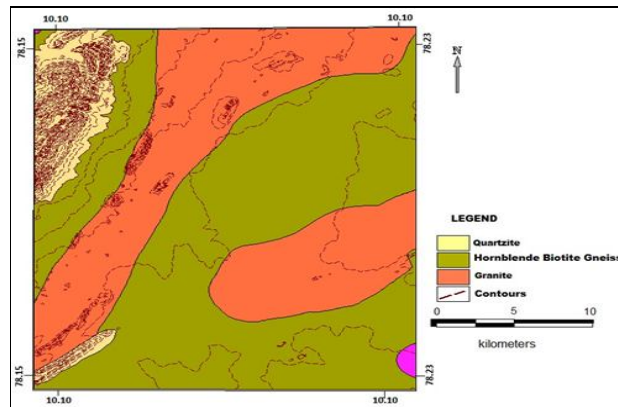 10.10 10.10
78.15 78.23
LEGEND
Quartzite
Hornblende Biotite Gneiss
Granite
Contours
0 5 10
kilometers
78.15 78.23
10.10 10.10